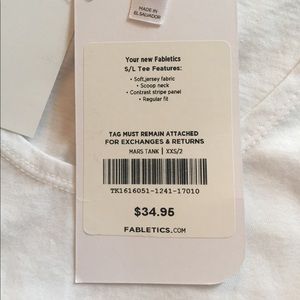 MADE IN
EL SALVADOR
Your new Fabletics
S/L Tee Features:
• Soft jersey fabric
• Scoop neck
• Contrast stripe panel
• Regular fit
TAG MUST REMAIN ATTACHED
FOR EXCHANGES & RETURNS
MARS TANK | XXS/2
TK1616051-1241-17010
$34.95
FABLETICS.COM